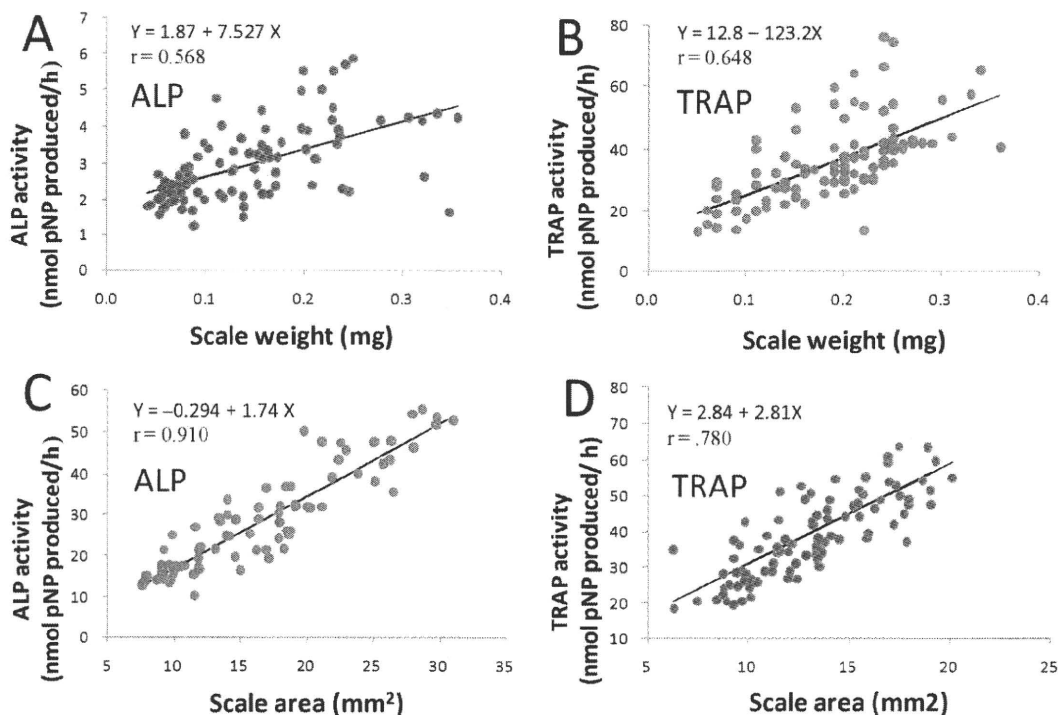 A
Y = 1.87 + 7.527 X
r = 0.568
ALP
ALP activity
(nmol pNP produced/h)
7
6
5
4
3
2
1
0
0.0 0.1 0.2 0.3 0.4
Scale weight (mg)
B
Y = 12.8 – 123.2X
r = 0.648
TRAP
TRAP activity
(nmol pNP produced/h)
80
60
40
20
0
0.0 0.1 0.2 0.3 0.4
Scale weight (mg)
C
Y = –0.294 + 1.74 X
r = 0.910
ALP
ALP activity
(nmol pNP produced/h)
60
50
40
30
20
10
0
5 10 15 20 25 30 35
Scale area (mm²)
D
Y = 2.84 + 2.81X
r = .780
TRAP
TRAP activity
(nmol pNP produced/ h)
80
70
60
50
40
30
20
10
5 10 15 20 25
Scale area (mm2)